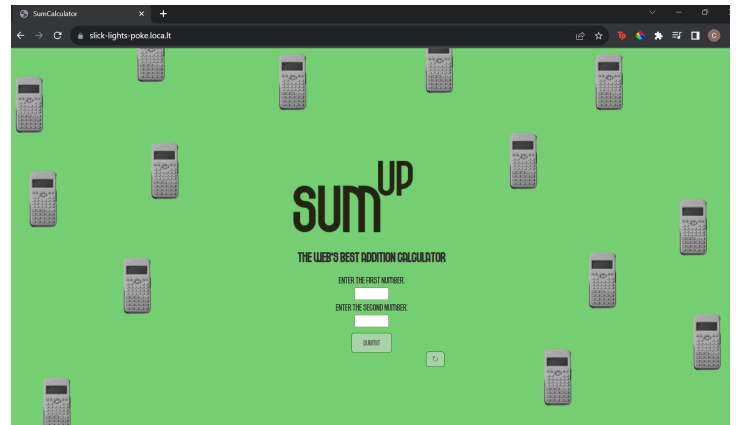 SumCalculator
slick-lights-poke.loca.lt
SUM UP
THE WEB'S BEST ADDITION CALCULATOR
ENTER THE FIRST NUMBER:
ENTER THE SECOND NUMBER:
SUBMIT